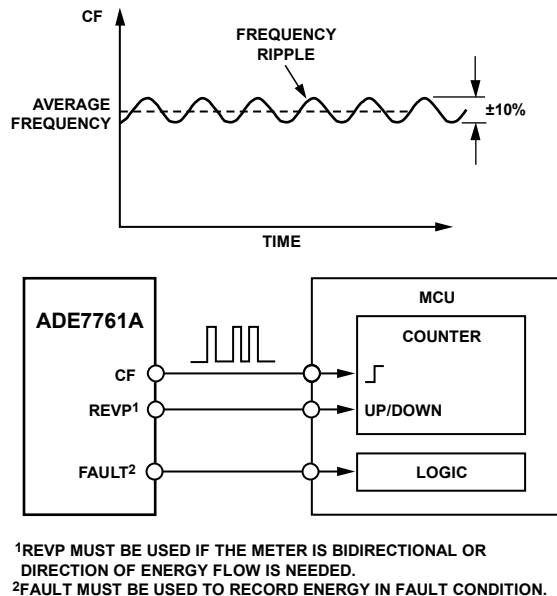 CF
FREQUENCY
RIPPLE
AVERAGE
FREQUENCY
±10%
TIME
ADE7761A
MCU
COUNTER
CF
REVP¹
UP/DOWN
FAULT²
LOGIC
¹REVP MUST BE USED IF THE METER IS BIDIRECTIONAL OR
DIRECTION OF ENERGY FLOW IS NEEDED.
²FAULT MUST BE USED TO RECORD ENERGY IN FAULT CONDITION.